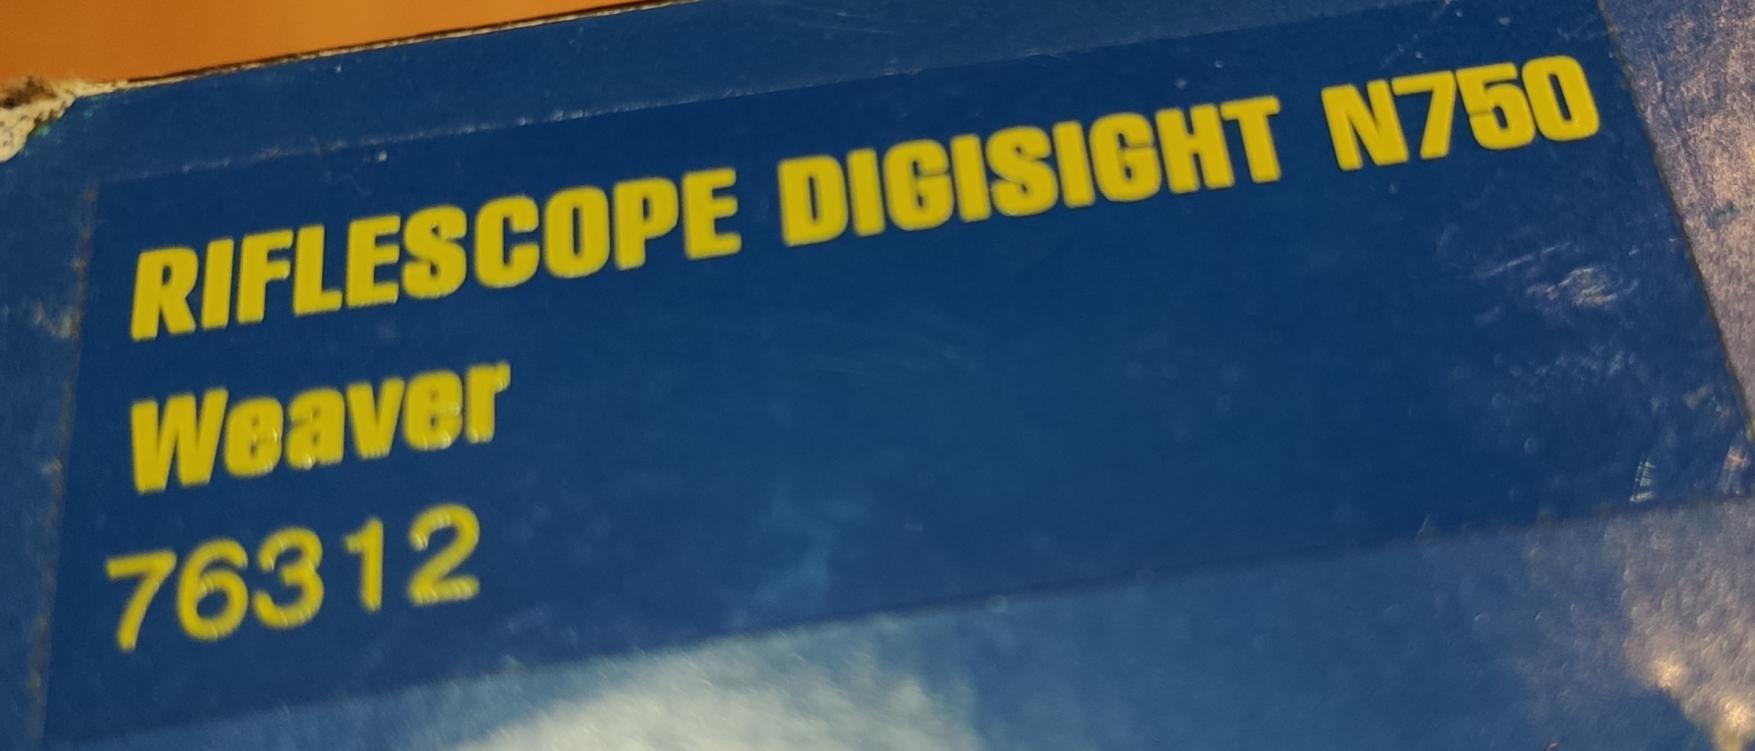 RIFLESCOPE DIGISIGHT N750
Weaver
76312